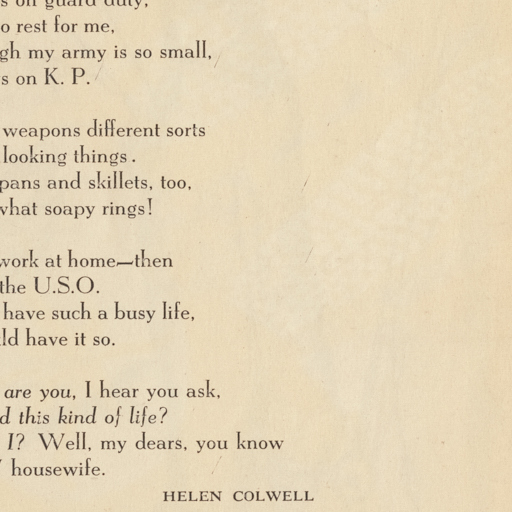 on guard duty,
rest for me,
my army is so small,
on K. P.
weapons different sorts
looking things.
pans and skillets, too,
what soapy rings!
work at home—then
the U.S.O.
have such a busy life,
have it so.
are you, I hear you ask,
this kind of life?
I? Well, my dears, you know
housewife.
HELEN COLWELL